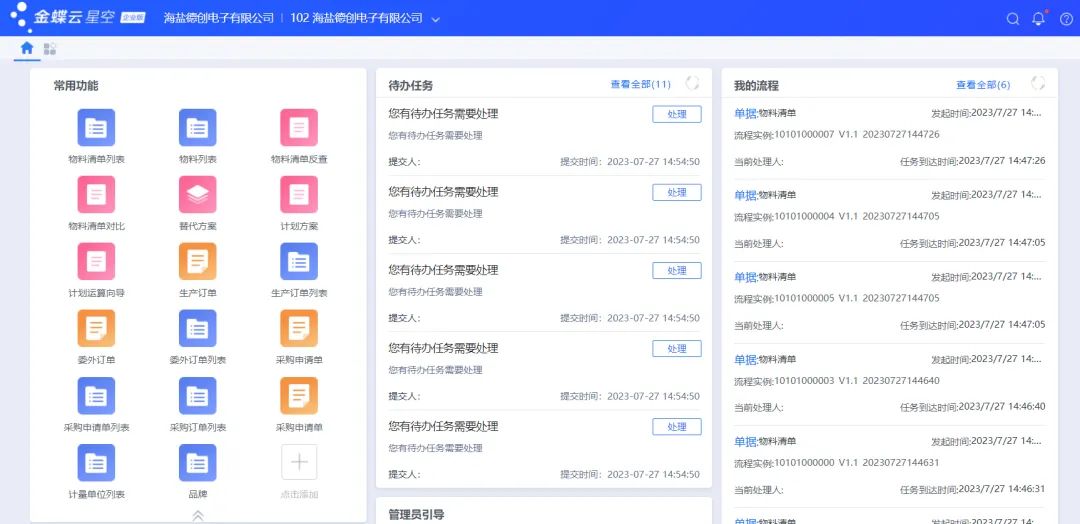 金蝶云 星空 企业版 海盐德创电子有限公司 | 102 海盐德创电子有限公司
常用功能
物料清单列表 物料列表 物料清单反查
物料清单对比 替代方案 计划方案
计划运算向导 生产订单 生产订单列表
委外订单 委外订单列表 采购申请单
采购申请单列表 采购订单列表 采购申请单
计量单位列表 品牌 点击添加
待办任务 查看全部(11)
您有待办任务需要处理 处理
您有待办任务需要处理
提交人: 提交时间: 2023-07-27 14:54:50
您有待办任务需要处理 处理
您有待办任务需要处理
提交人: 提交时间: 2023-07-27 14:54:50
您有待办任务需要处理 处理
您有待办任务需要处理
提交人: 提交时间: 2023-07-27 14:54:50
您有待办任务需要处理 处理
您有待办任务需要处理
提交人: 提交时间: 2023-07-27 14:54:50
您有待办任务需要处理 处理
您有待办任务需要处理
提交人: 提交时间: 2023-07-27 14:54:50
管理员引导
我的流程 查看全部(6)
单据:物料清单 发起时间:2023/7/27 14:...
流程实例:10101000007 V1.1 20230727144726
当前处理人: 任务到达时间:2023/7/27 14:47:26
单据:物料清单 发起时间:2023/7/27 14:...
流程实例:10101000004 V1.1 20230727144705
当前处理人: 任务到达时间:2023/7/27 14:47:05
单据:物料清单 发起时间:2023/7/27 14:...
流程实例:10101000005 V1.1 20230727144705
当前处理人: 任务到达时间:2023/7/27 14:47:05
单据:物料清单 发起时间:2023/7/27 14:...
流程实例:10101000003 V1.1 20230727144640
当前处理人: 任务到达时间:2023/7/27 14:46:40
单据:物料清单 发起时间:2023/7/27 14:...
流程实例:10101000000 V1.1 20230727144631
当前处理人: 任务到达时间:2023/7/27 14:46:31
单据:物料清单 发起时间:2023/7/27 14:...